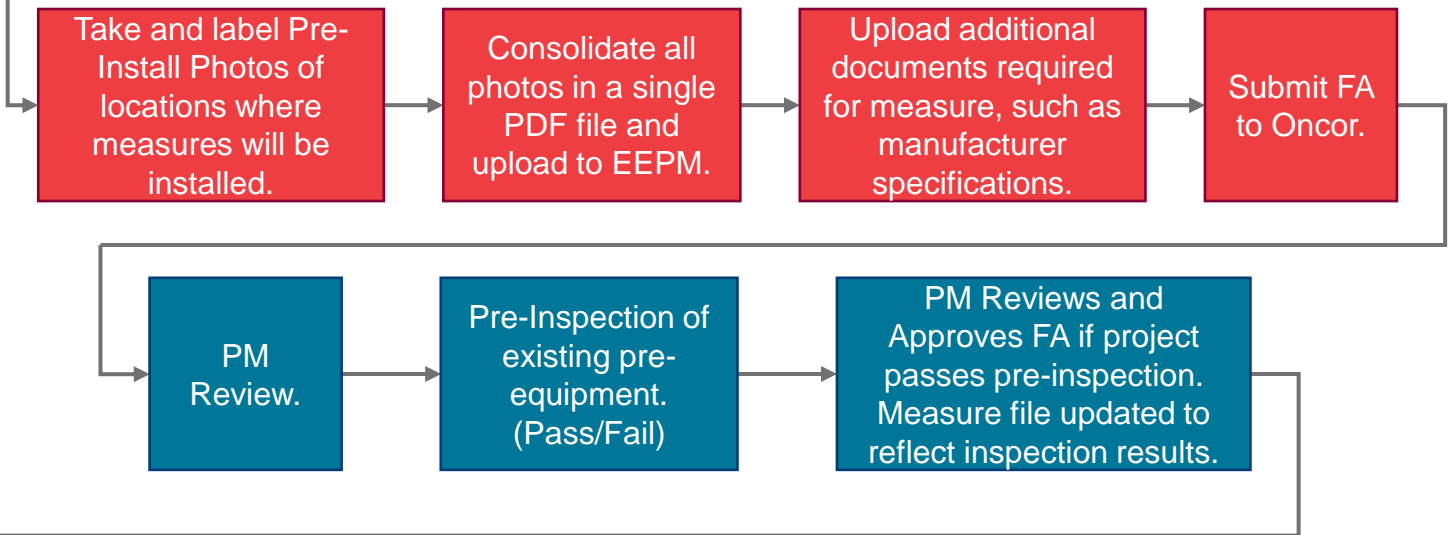 Take and label Pre-
Install Photos of
locations where
measures will be
installed.
Consolidate all
photos in a single
PDF file and
upload to EEPM.
Upload additional
documents required
for measure, such as
manufacturer
specifications.
Submit FA
to Oncor.
PM
Review.
Pre-Inspection of
existing pre-
equipment.
(Pass/Fail)
PM Reviews and
Approves FA if project
passes pre-inspection.
Measure file updated to
reflect inspection results.